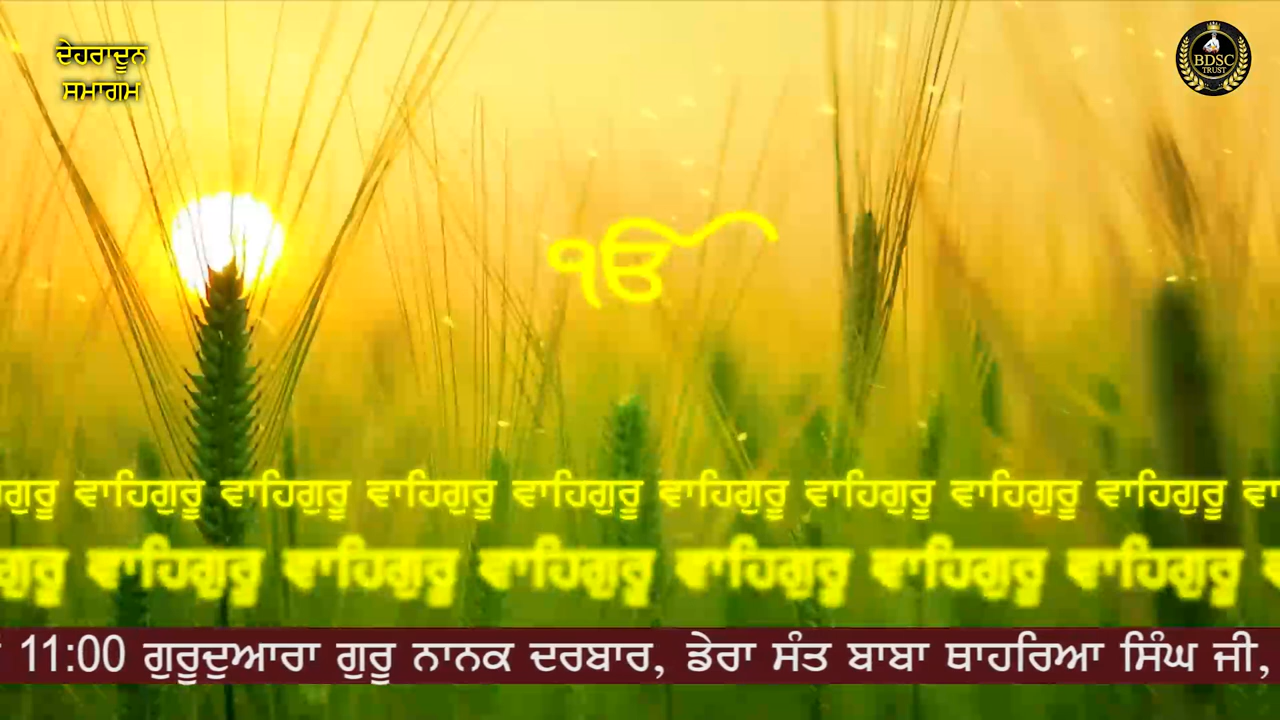 ਦੇਹਰਾਦੂਨ
ਸਮਾਗਮ
BDSC
TRUST
ੴ
ਵਾਹਿਗੁਰੂ ਵਾਹਿਗੁਰੂ ਵਾਹਿਗੁਰੂ ਵਾਹਿਗੁਰੂ ਵਾਹਿਗੁਰੂ ਵਾਹਿਗੁਰੂ ਵਾਹਿਗੁਰੂ ਵਾਹਿਗੁਰੂ
ਵਾਹਿਗੁਰੂ ਵਾਹਿਗੁਰੂ ਵਾਹਿਗੁਰੂ ਵਾਹਿਗੁਰੂ ਵਾਹਿਗੁਰੂ ਵਾਹਿਗੁਰੂ
11:00 ਗੁਰੂਦੁਆਰਾ ਗੁਰੂ ਨਾਨਕ ਦਰਬਾਰ, ਡੇਰਾ ਸੰਤ ਬਾਬਾ ਥਾਹਰਿਆ ਸਿੰਘ ਜੀ,